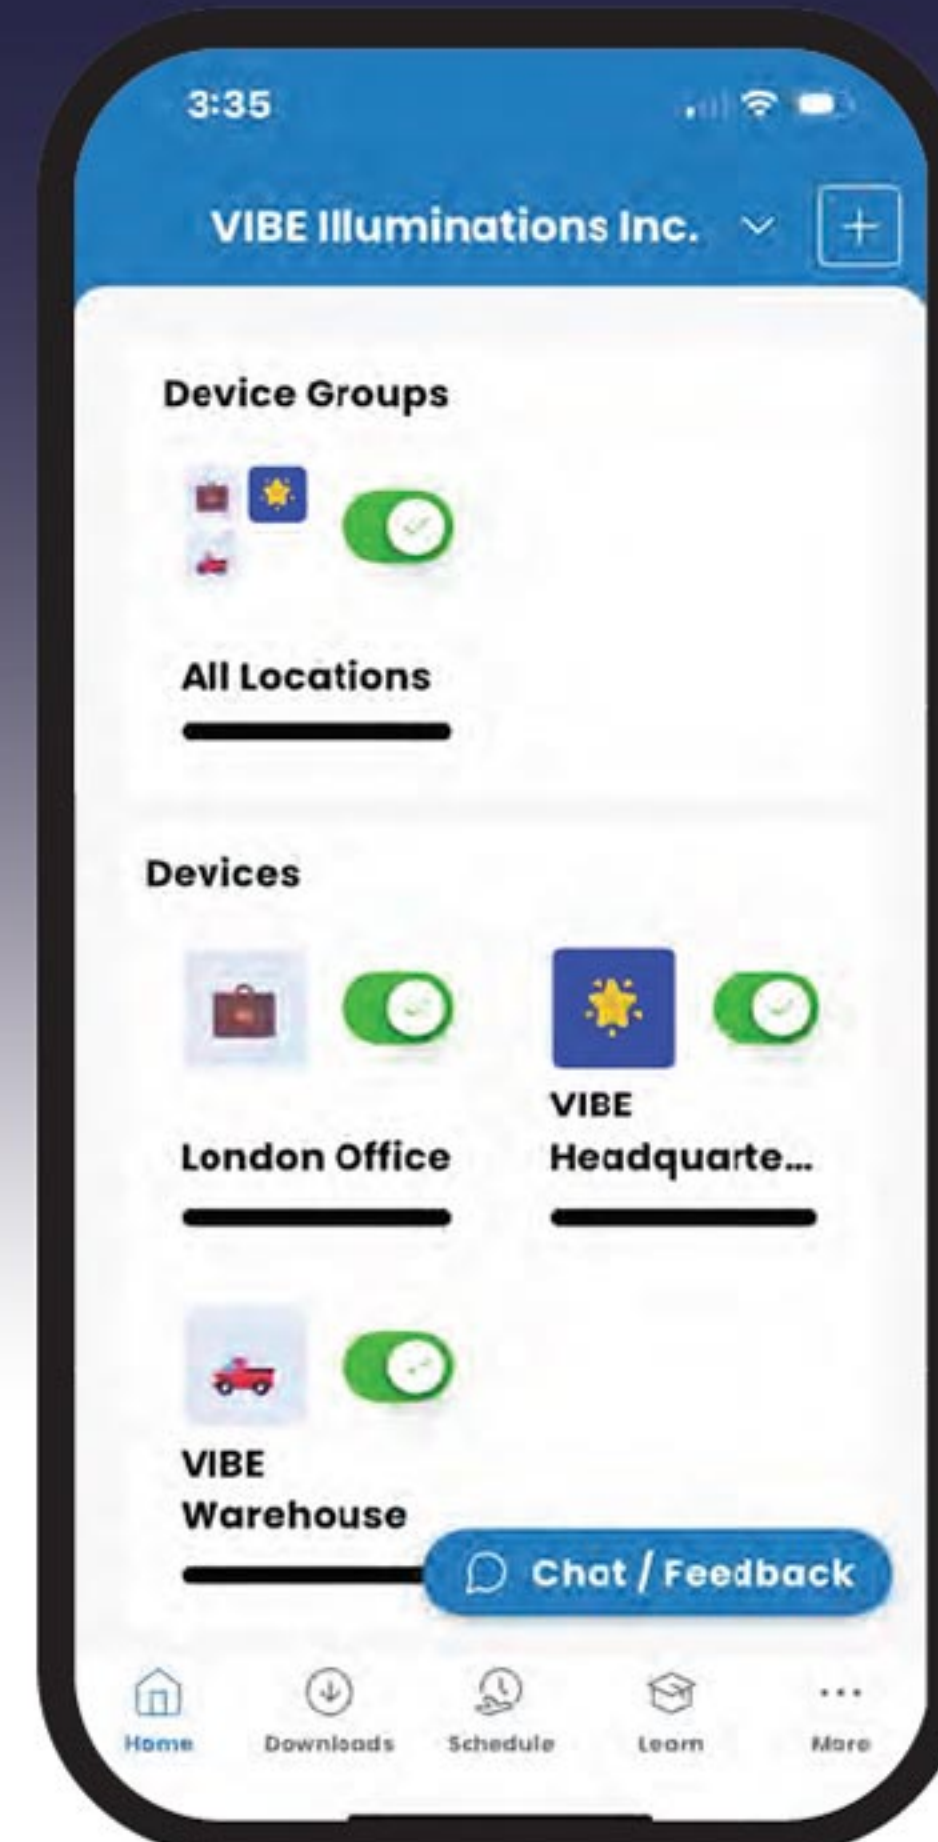 3:35
VIBE Illuminations Inc.
Device Groups
All Locations
Devices
London Office
VIBE
Headquarte...
VIBE
Warehouse
Chat / Feedback
Home
Downloads
Schedule
Learn
More